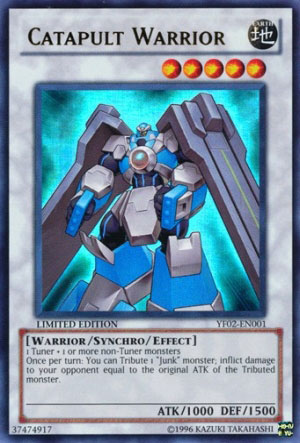 CATAPULT WARRIOR
EARTH
地
LIMITED EDITION YF02-EN001
[WARRIOR/SYNCHRO/EFFECT]
1 Tuner + 1 or more non-Tuner monsters
Once per turn: You can Tribute 1 "Junk" monster; inflict damage
to your opponent equal to the original ATK of the Tributed
monster.
ATK/1000 DEF/1500
37474917 ©1996 KAZUKI TAKAHASHI